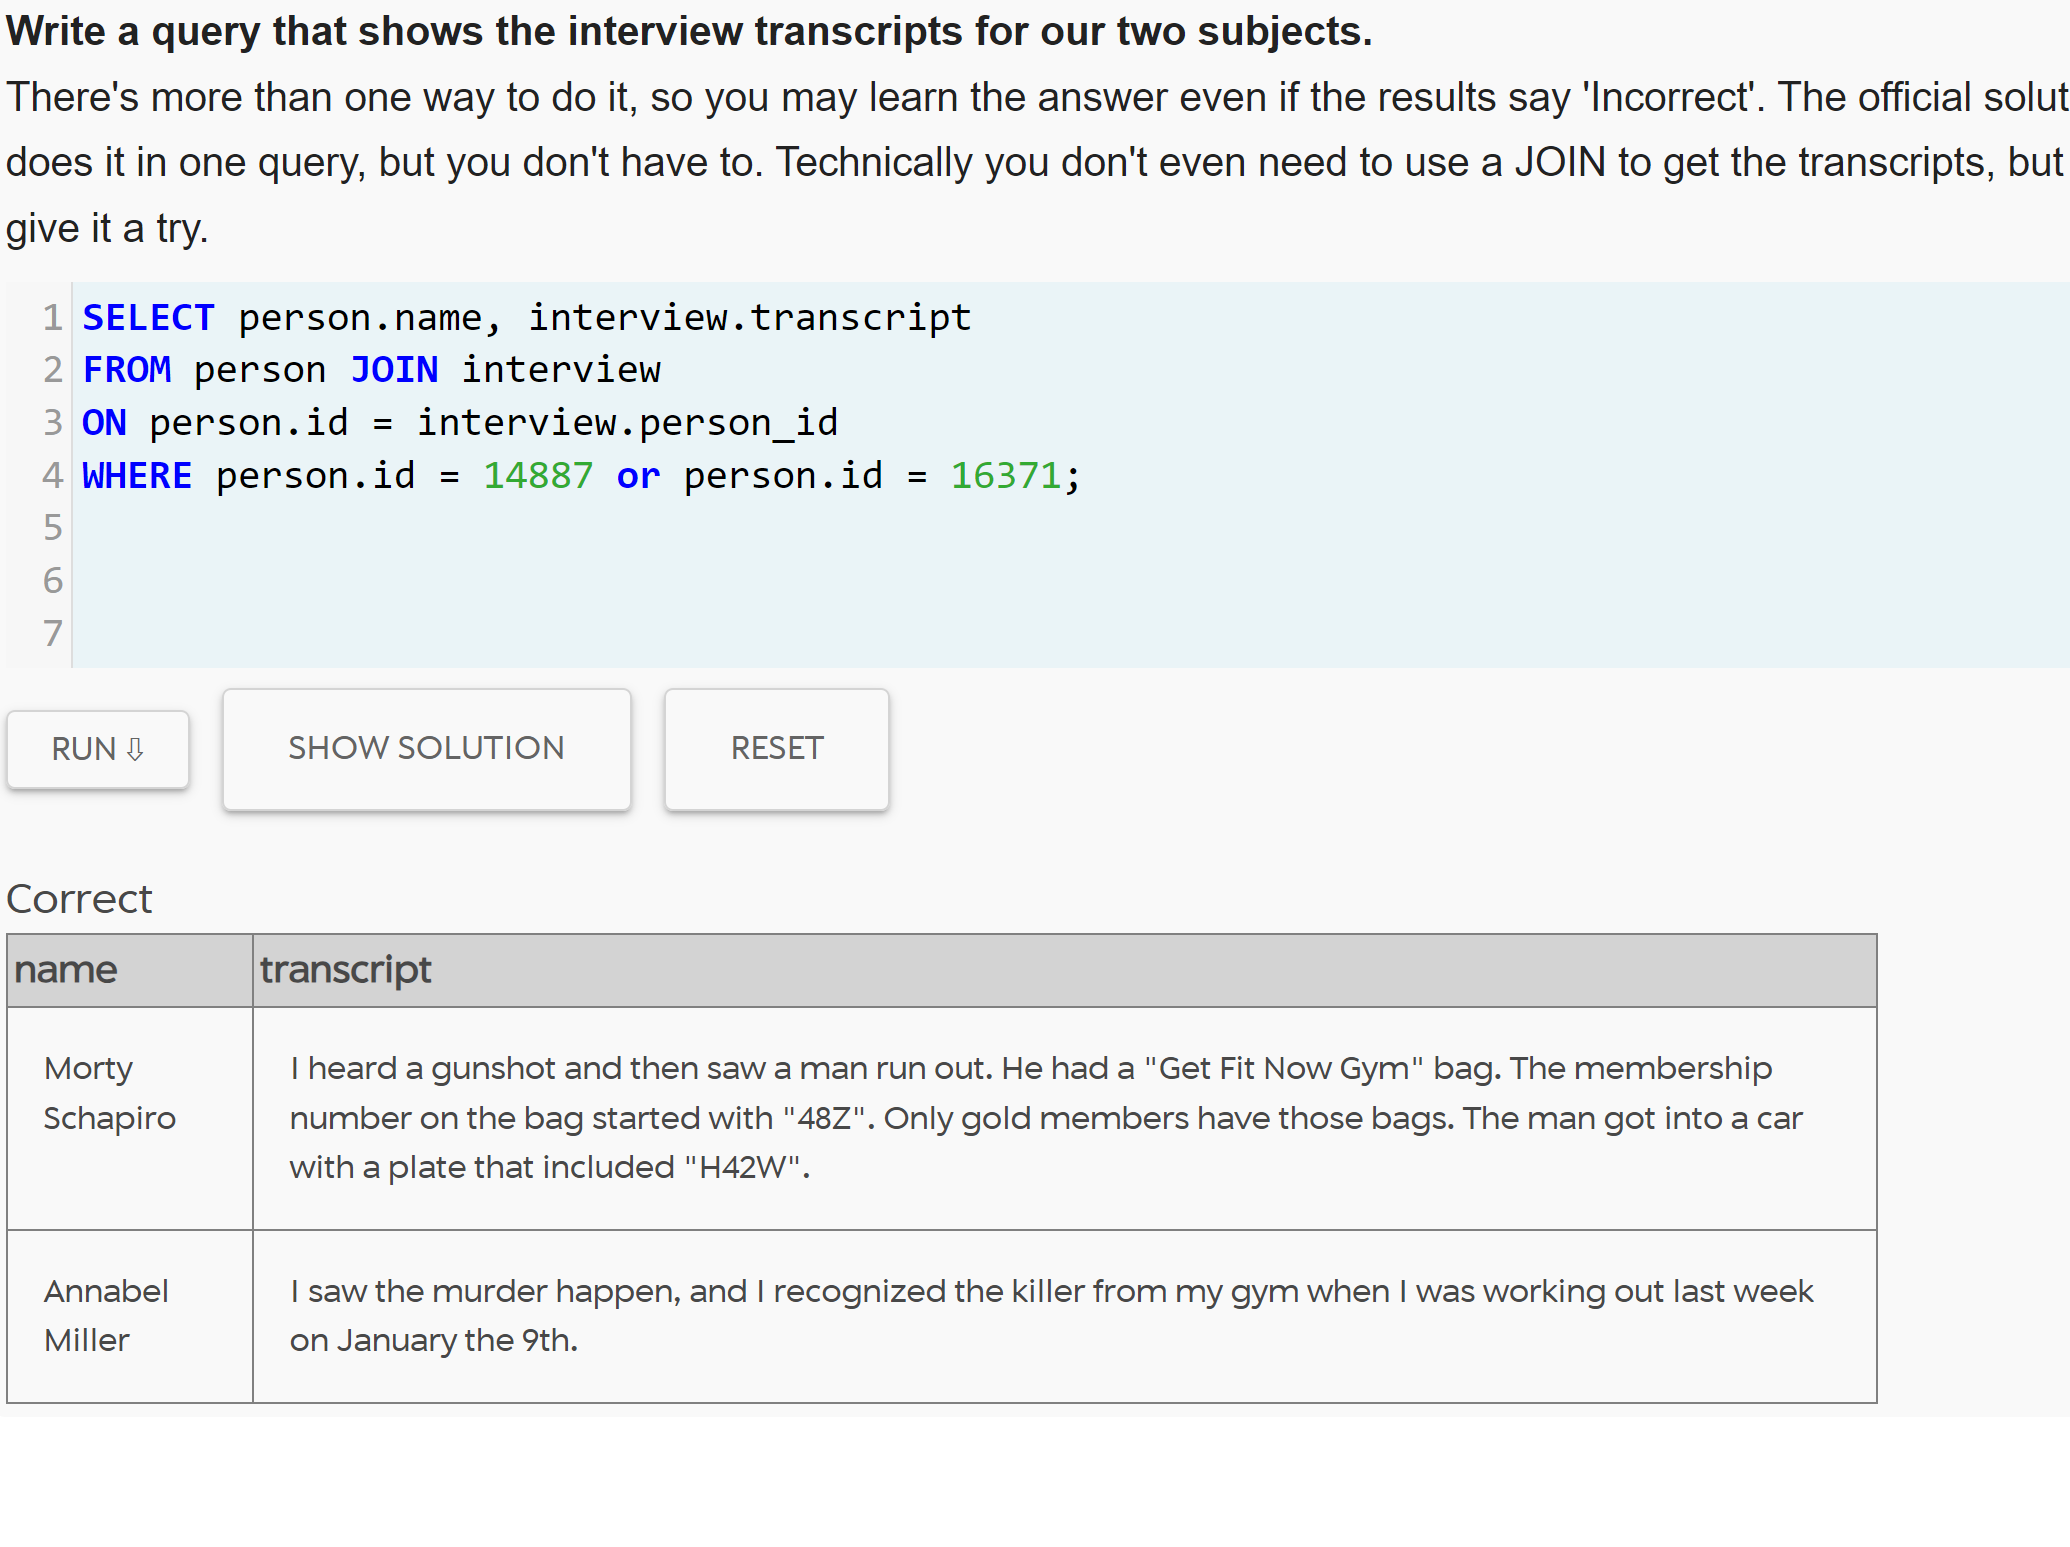 Write a query that shows the interview transcripts for our two subjects.
There's more than one way to do it, so you may learn the answer even if the results say 'Incorrect'. The official solut
does it in one query, but you don't have to. Technically you don't even need to use a JOIN to get the transcripts, but
give it a try.
1 SELECT person.name, interview.transcript
2 FROM person JOIN interview
3 ON person.id = interview.person_id
4 WHERE person.id = 14887 or person.id = 16371;
5
6
7
RUN ⇩ SHOW SOLUTION RESET
Correct
name transcript
Morty I heard a gunshot and then saw a man run out. He had a "Get Fit Now Gym" bag. The membership
Schapiro number on the bag started with "48Z". Only gold members have those bags. The man got into a car
with a plate that included "H42W".
Annabel I saw the murder happen, and I recognized the killer from my gym when I was working out last week
Miller on January the 9th.